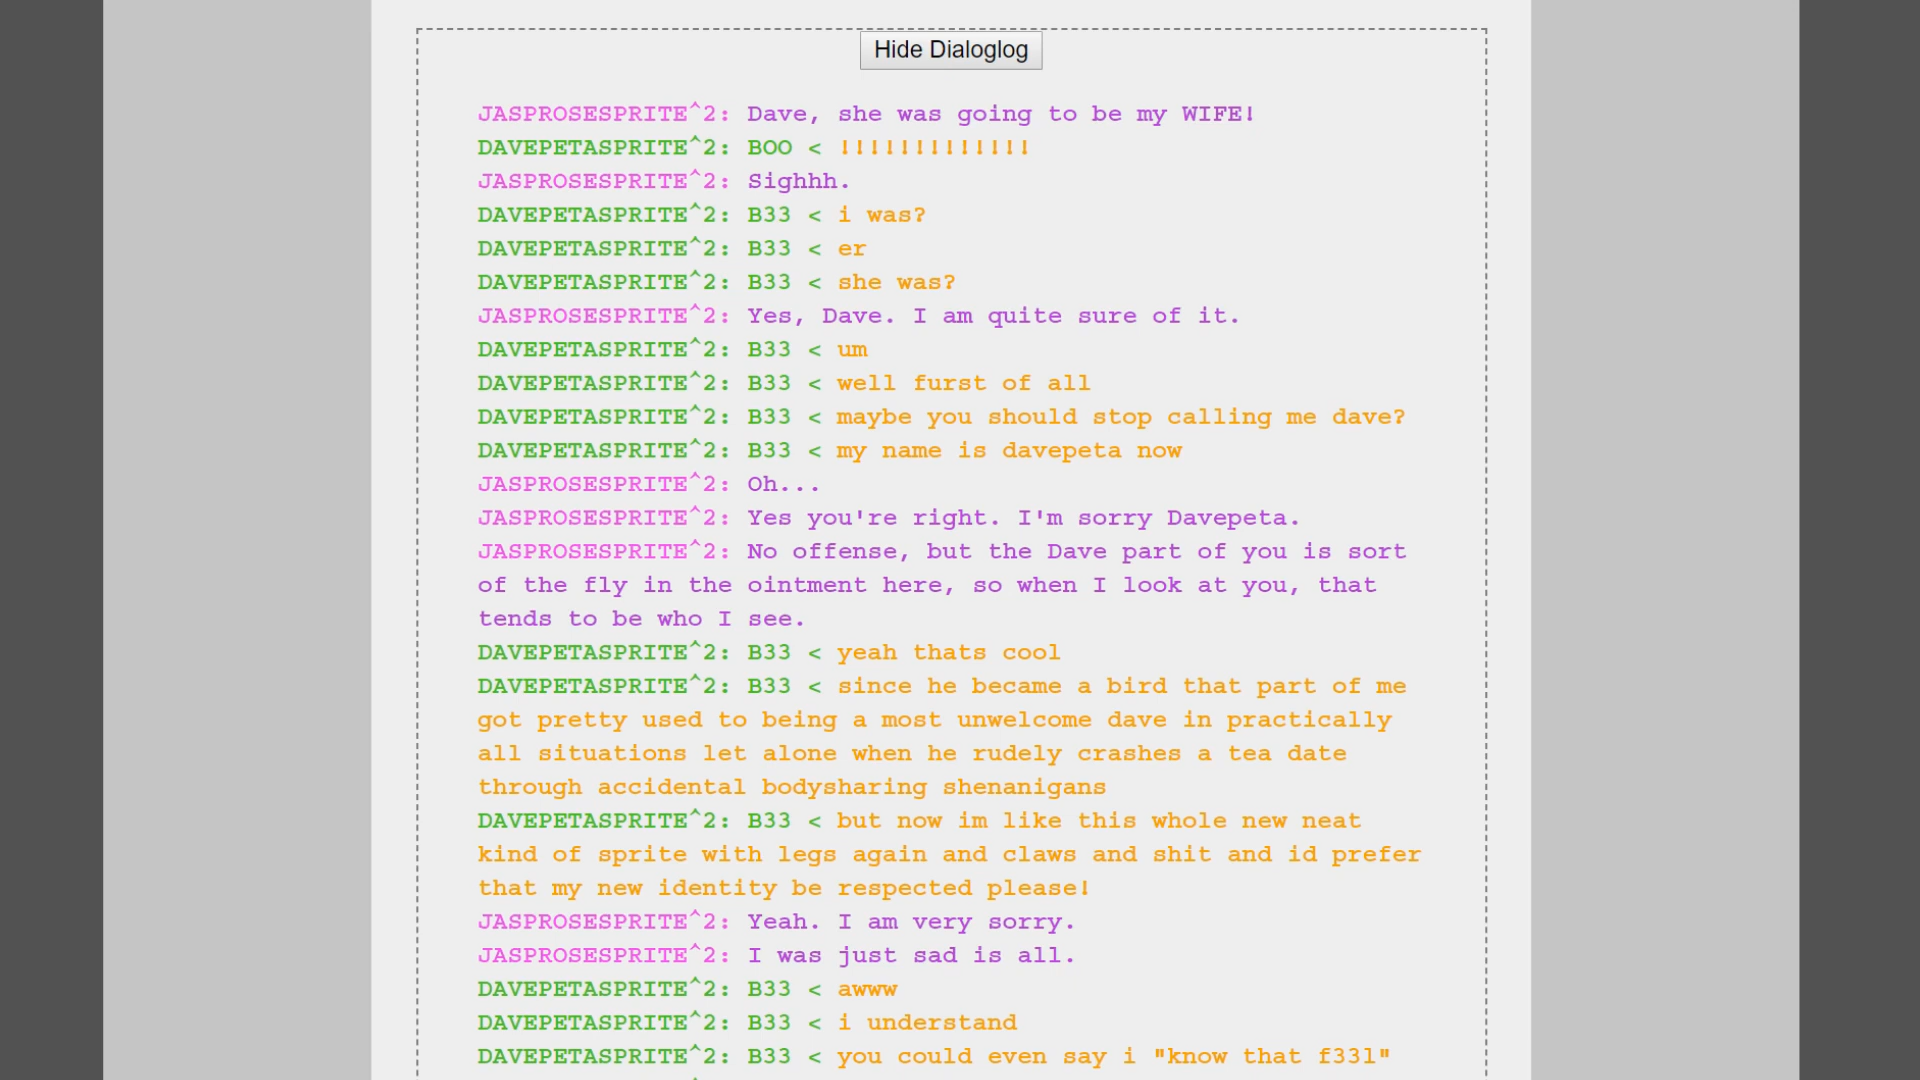 Hide Dialoglog
JASPROSESPRITE^2: Dave, she was going to be my WIFE!
DAVEPETASPRITE^2: BOO < !!!!!!!!!!!!!
JASPROSESPRITE^2: Sighhh.
DAVEPETASPRITE^2: B33 < i was?
DAVEPETASPRITE^2: B33 < er
DAVEPETASPRITE^2: B33 < she was?
JASPROSESPRITE^2: Yes, Dave. I am quite sure of it.
DAVEPETASPRITE^2: B33 < um
DAVEPETASPRITE^2: B33 < well furst of all
DAVEPETASPRITE^2: B33 < maybe you should stop calling me dave?
DAVEPETASPRITE^2: B33 < my name is davepeta now
JASPROSESPRITE^2: Oh...
JASPROSESPRITE^2: Yes you're right. I'm sorry Davepeta.
JASPROSESPRITE^2: No offense, but the Dave part of you is sort
of the fly in the ointment here, so when I look at you, that
tends to be who I see.
DAVEPETASPRITE^2: B33 < yeah thats cool
DAVEPETASPRITE^2: B33 < since he became a bird that part of me
got pretty used to being a most unwelcome dave in practically
all situations let alone when he rudely crashes a tea date
through accidental bodysharing shenanigans
DAVEPETASPRITE^2: B33 < but now im like this whole new neat
kind of sprite with legs again and claws and shit and id prefer
that my new identity be respected please!
JASPROSESPRITE^2: Yeah. I am very sorry.
JASPROSESPRITE^2: I was just sad is all.
DAVEPETASPRITE^2: B33 < awww
DAVEPETASPRITE^2: B33 < i understand
DAVEPETASPRITE^2: B33 < you could even say i "know that f33l"